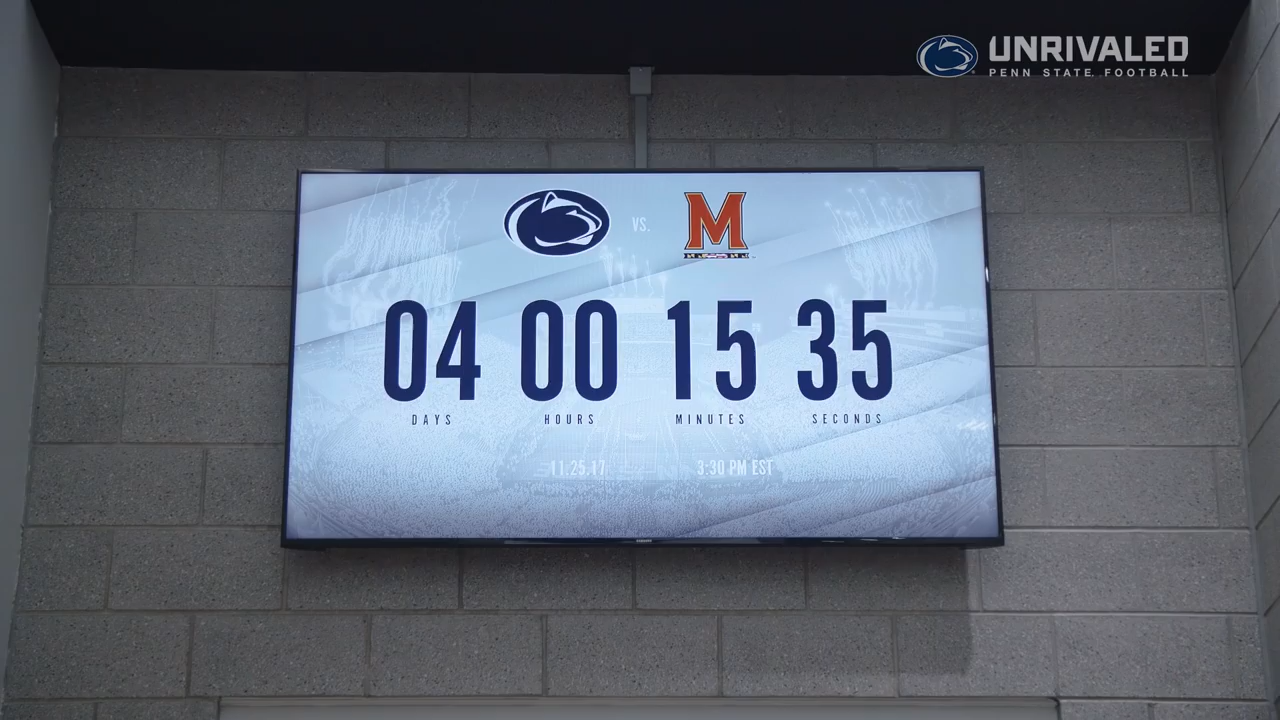 UNRIVALED
PENN STATE FOOTBALL
VS.
M
04 00 15 35
DAYS HOURS MINUTES SECONDS
11.25.17 3:30 PM EST